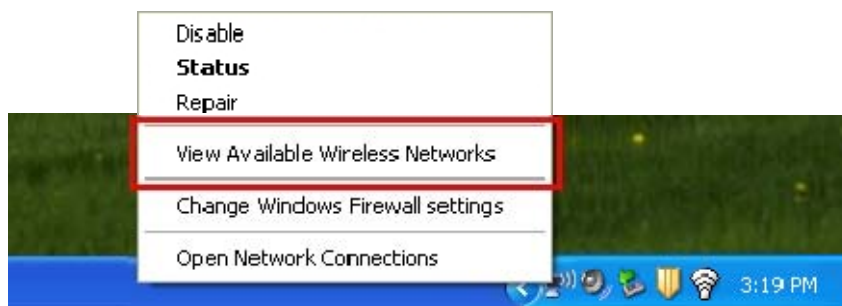 Disable
Status
Repair
View Available Wireless Networks
Change Windows Firewall settings
Open Network Connections
3:19 PM